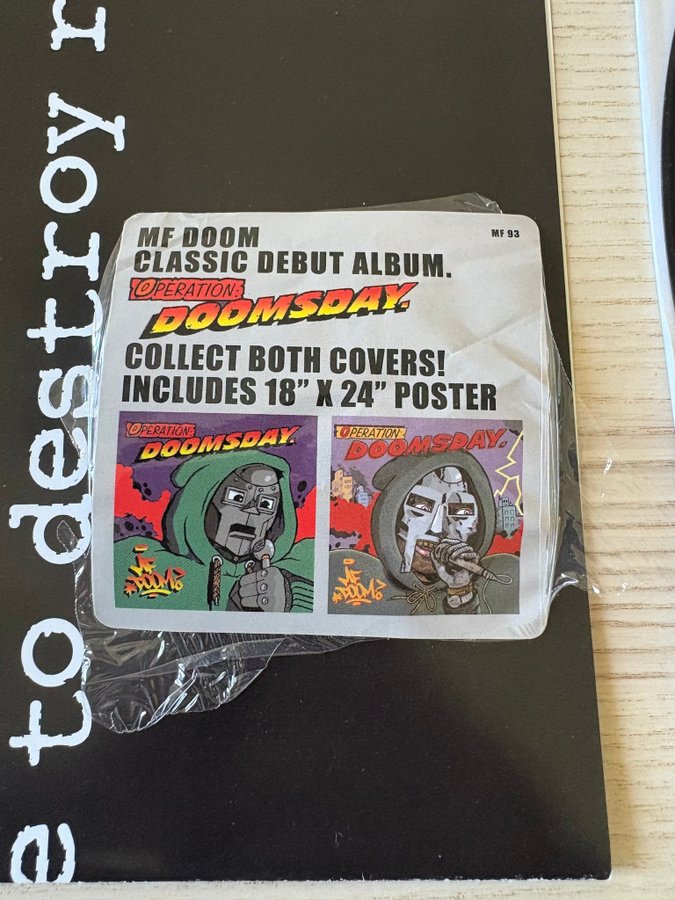 e to destroy r
MF DOOM
MF 93
CLASSIC DEBUT ALBUM.
OPERATION:
DOOMSDAY.
COLLECT BOTH COVERS!
INCLUDES 18” X 24” POSTER
OPERATION:
DOOMSDAY.
MF
DOOM
OPERATION:
DOOMSDAY.
MF
DOOM